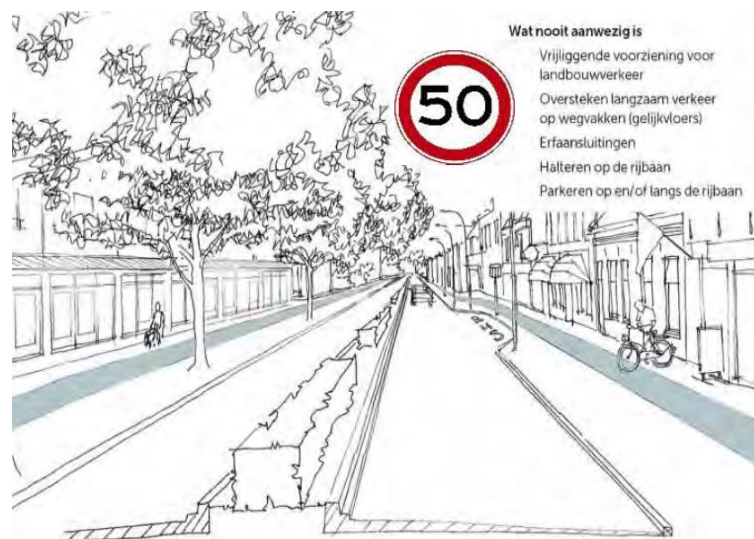 Wat nooit aanwezig is
Vrijliggende voorziening voor
landbouwverkeer
Oversteken langzaam verkeer
op wegvakken (gelijkvloers)
Erfaansluitingen
Halteren op de rijbaan
Parkeren op en/of langs de rijbaan
50
BUS